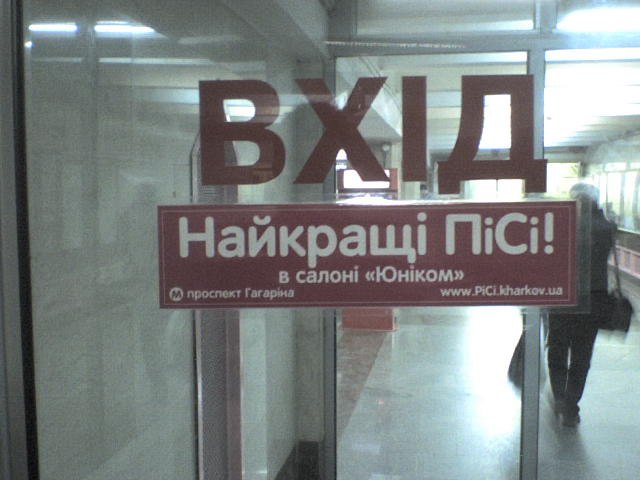 ВХІД
Найкращі ПіСі!
в салоні «Юніком»
М проспект Гагаріна
www.PiCi.kharkov.ua